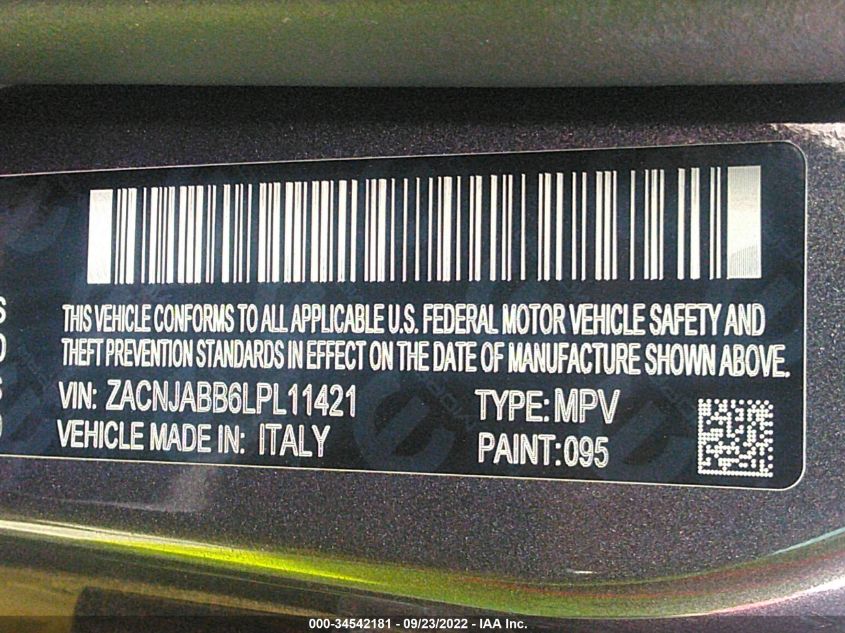 THIS VEHICLE CONFORMS TO ALL APPLICABLE U.S. FEDERAL MOTOR VEHICLE SAFETY AND
THEFT PREVENTION STANDARDS IN EFFECT ON THE DATE OF MANUFACTURE SHOWN ABOVE.
VIN: ZACNJABB6LPL11421 TYPE: MPV
VEHICLE MADE IN: ITALY PAINT: 095
000-34542181 - 09/23/2022 - IAA Inc.